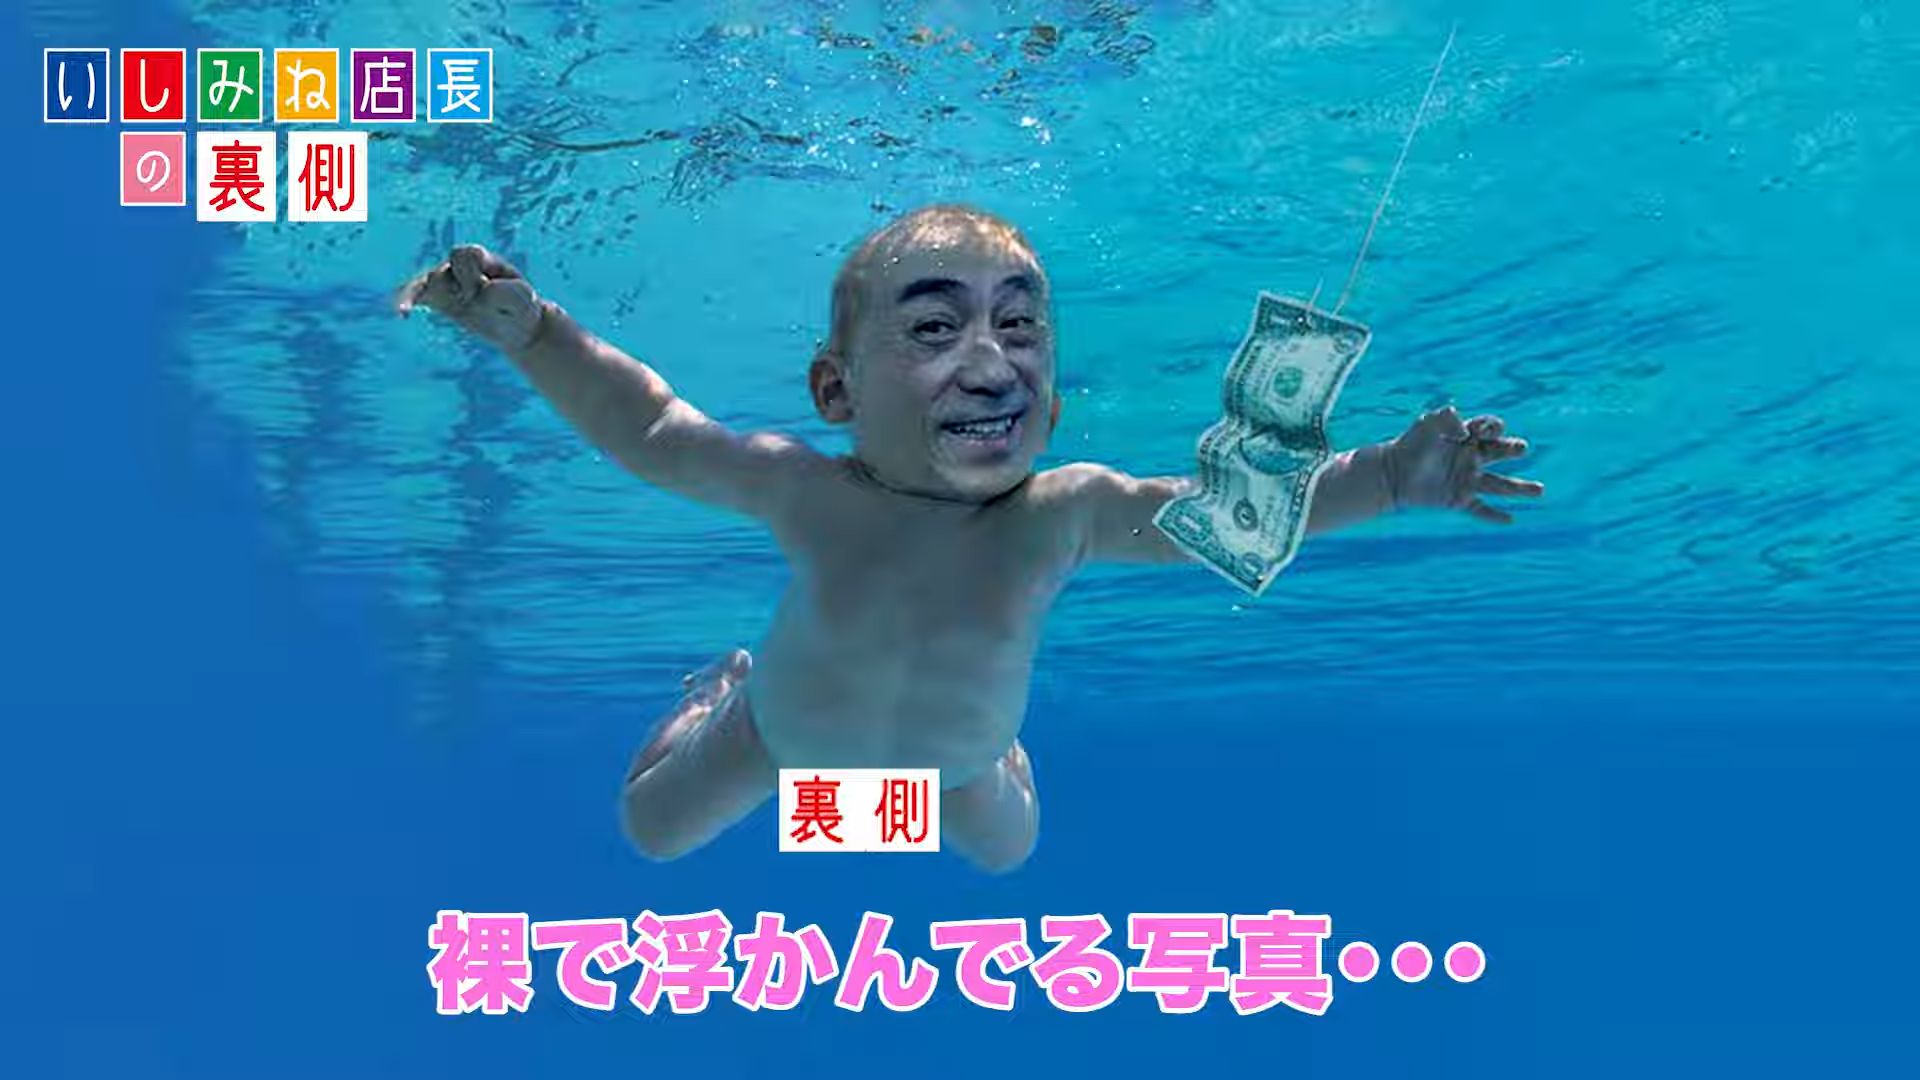 いしみね店長
の裏側
裏側
裸で浮かんでる写真・・・